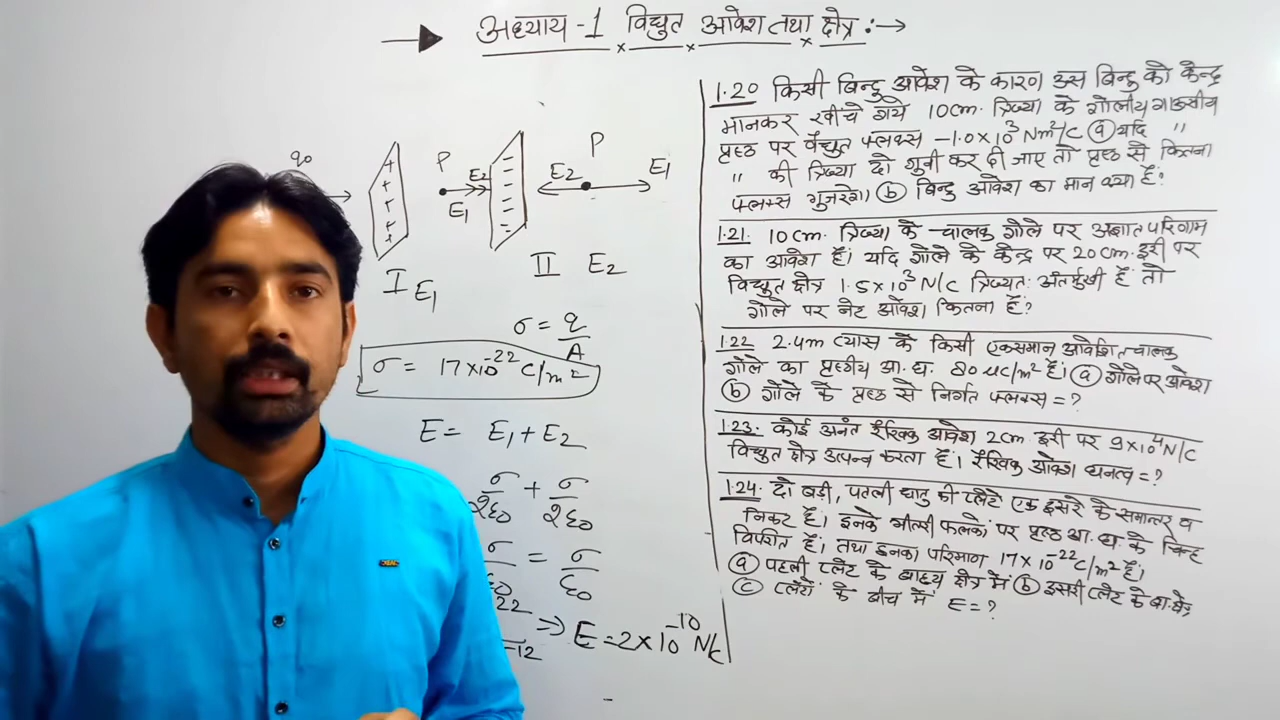 अध्याय -1 विद्युत आवेश तथा क्षेत्र :→
q₀
P
E₂
E₁
P
E₂
E₁
I E₁
II E₂
σ = q/A
σ = 17×10⁻²² C/m²
E = E₁ + E₂
σ/2ε₀ + σ/2ε₀
σ/ε₀ = σ/ε₀
22
-12
⇒ E = 2×10⁻¹⁰ N/C
1.20 किसी बिन्दु आवेश के कारण उस बिन्दु को केन्द्र
मानकर खींचे गये 10cm. त्रिज्या के गोलीय गाऊसीय
पृष्ठ पर वैद्युत फ्लक्स -1.0×10³ Nm²/C (a) यदि "
" की त्रिज्या दो गुनी कर दी जाए तो पृष्ठ से कितना
फ्लक्स गुजरेगा (b) बिन्दु आवेश का मान क्या है?
1.21. 10cm. त्रिज्या के चालक गोले पर अज्ञात परिणाम
का आवेश है। यदि गोले के केन्द्र पर 20cm. दूरी पर
विद्युत क्षेत्र 1.5×10³ N/C त्रिज्यतः अंतर्मुखी है तो
गोले पर नेट आवेश कितना है?
1.22 2.4m व्यास के किसी एकसमान आवेशित चालक
गोले का पृष्ठीय आ. घ. 80 μC/m² है। (a) गोले पर आवेश
(b) गोले के पृष्ठ से निर्गत फ्लक्स = ?
1.23. कोई अनंत रैखिक आवेश 2cm. दूरी पर 9×10⁴ N/C
विद्युत क्षेत्र उत्पन्न करता है। रैखिक आवेश घनत्व = ?
1.24. दो बड़ी, पतली धातु की प्लेटें एक दूसरे के समान्तर व
निकट हैं। इनके भीतरी फलकों पर पृष्ठ आ. घ. के चिन्ह
विपरीत हैं। तथा इनका परिमाण 17×10⁻²² C/m² है।
(a) पहली प्लेट के बाह्य क्षेत्र में (b) दूसरी प्लेट के बा. क्षेत्र
(c) प्लेटों के बीच में E = ?